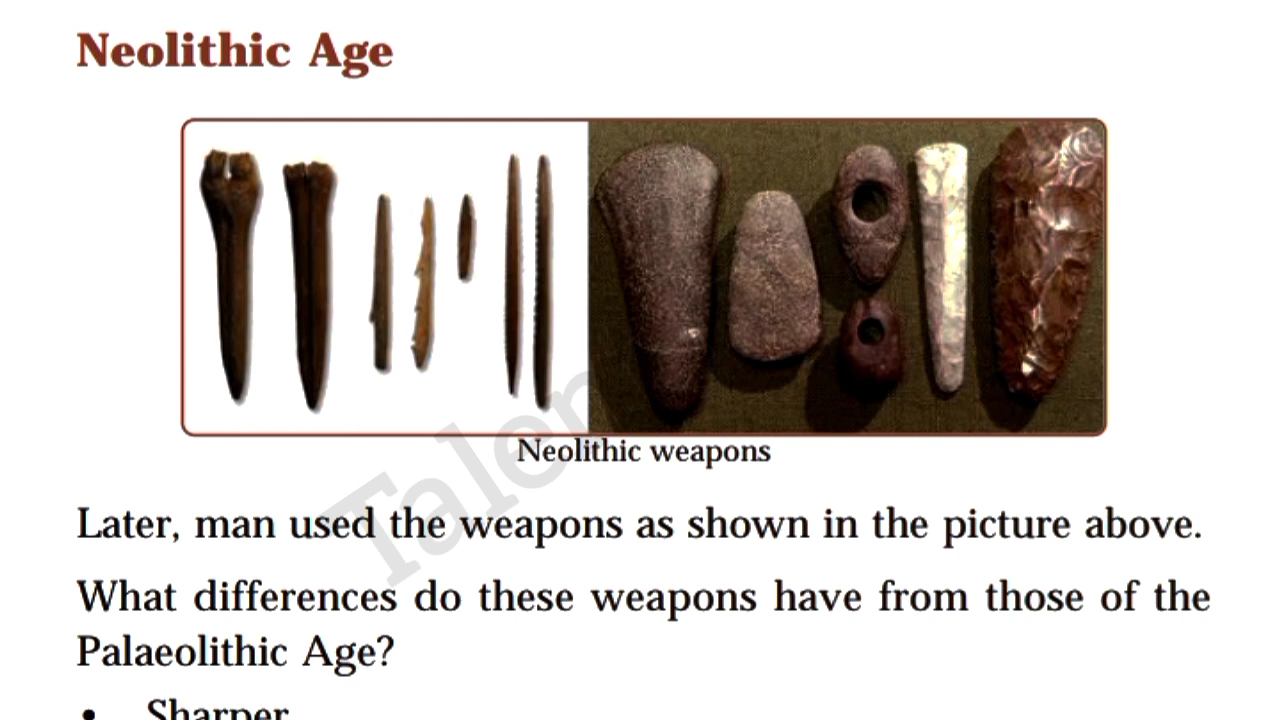 Neolithic Age
Neolithic weapons
Later, man used the weapons as shown in the picture above.
What differences do these weapons have from those of the
Palaeolithic Age?
• Sharper